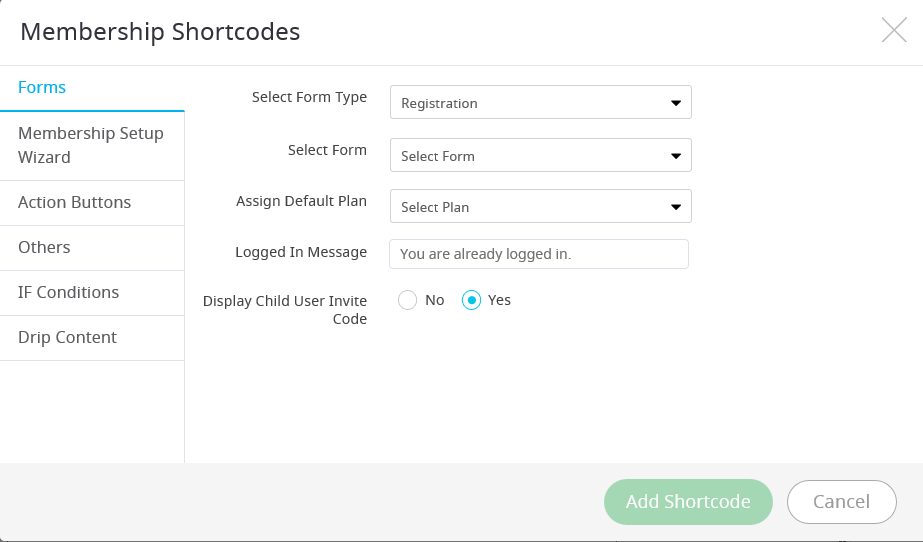 Membership Shortcodes
Forms
Membership Setup
Wizard
Action Buttons
Others
IF Conditions
Drip Content
Select Form Type
Registration
Select Form
Select Form
Assign Default Plan
Select Plan
Logged In Message
You are already logged in.
Display Child User Invite
Code
No
Yes
Add Shortcode
Cancel